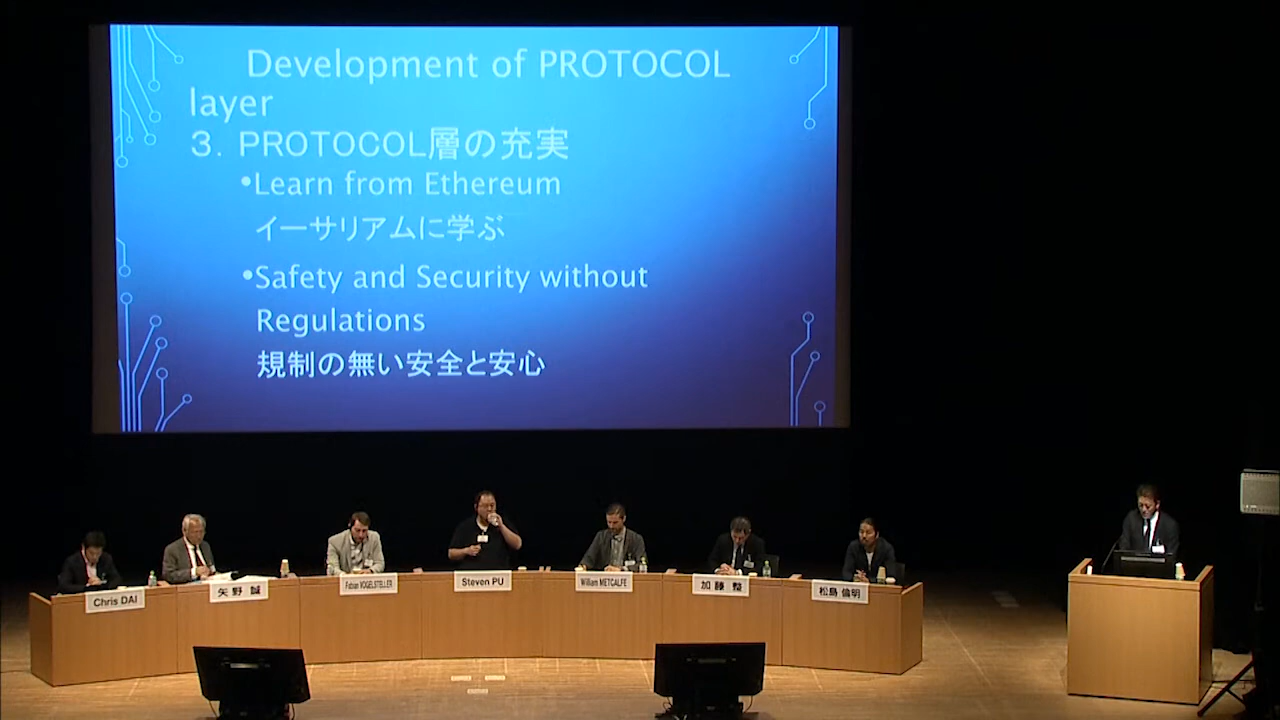 Development of PROTOCOL
layer
3. PROTOCOL層の充実
•Learn from Ethereum
イーサリアムに学ぶ
•Safety and Security without
Regulations
規制の無い安全と安心
Chris DAI
矢野 誠
Fabian VOGELSTELLER
Steven PU
William METCALFE
加藤 整
松島 倫明